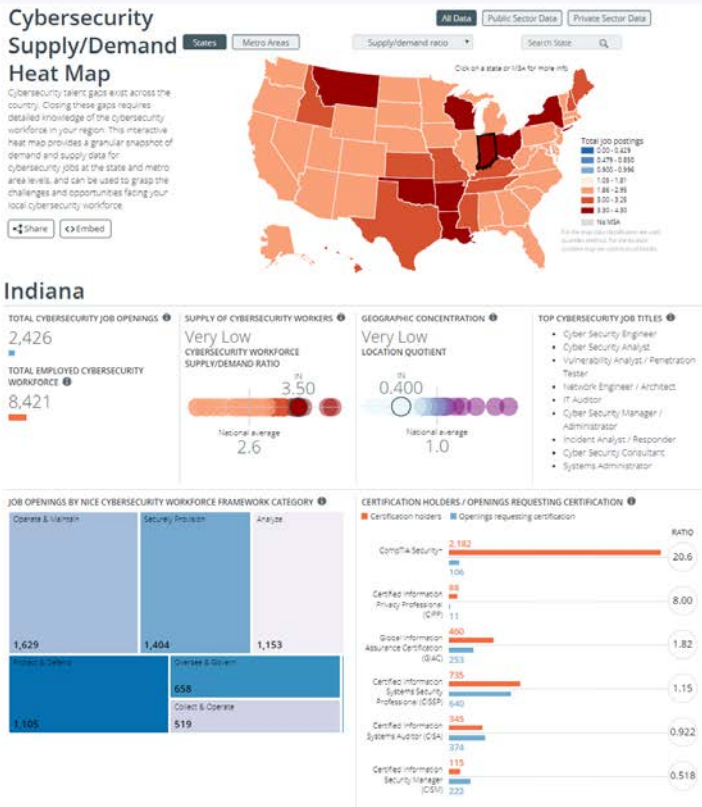 Cybersecurity
Supply/Demand
Heat Map
States
Metro Areas
All Data
Public Sector Data
Private Sector Data
Supply/demand ratio
Search State
Click on a state or MSA for more info
Cybersecurity talent gaps exist across the
country. Closing these gaps requires
detailed knowledge of the cybersecurity
workforce in your region. This interactive
heat map provides a granular snapshot of
demand and supply data for
cybersecurity jobs at the state and metro
area levels, and can be used to grasp the
challenges and opportunities facing your
local cybersecurity workforce.
Share
<> Embed
Total job postings
1.86 - 2.95
3.00 - 3.25
3.30 - 4.80
No MSA
Indiana
TOTAL CYBERSECURITY JOB OPENINGS
2,426
TOTAL EMPLOYED CYBERSECURITY
WORKFORCE
8,421
SUPPLY OF CYBERSECURITY WORKERS
Very Low
CYBERSECURITY WORKFORCE
SUPPLY/DEMAND RATIO
IN
3.50
National average
2.6
GEOGRAPHIC CONCENTRATION
Very Low
LOCATION QUOTIENT
IN
0.400
National average
1.0
TOP CYBERSECURITY JOB TITLES
• Cyber Security Engineer
• Cyber Security Analyst
• Vulnerability Analyst / Penetration
Tester
• Network Engineer / Architect
• IT Auditor
• Cyber Security Manager /
Administrator
• Incident Analyst / Responder
• Cyber Security Consultant
• Systems Administrator
JOB OPENINGS BY NICE CYBERSECURITY WORKFORCE FRAMEWORK CATEGORY
Operate & Maintain
1,629
Securely Provision
1,404
Analyze
1,153
Protect & Defend
1,105
Oversee & Govern
658
Collect & Operate
519
CERTIFICATION HOLDERS / OPENINGS REQUESTING CERTIFICATION
Certification holders
Openings requesting certification
RATIO
CompTIA Security+
2,182
106
20.6
Certified Information
Privacy Professional
(CIPP)
88
11
8.00
Global Information
Assurance Certification
(GIAC)
460
253
1.82
Certified Information
Systems Security
Professional (CISSP)
735
640
1.15
Certified Information
Systems Auditor (CISA)
345
374
0.922
Certified Information
Security Manager
(CISM)
115
222
0.518